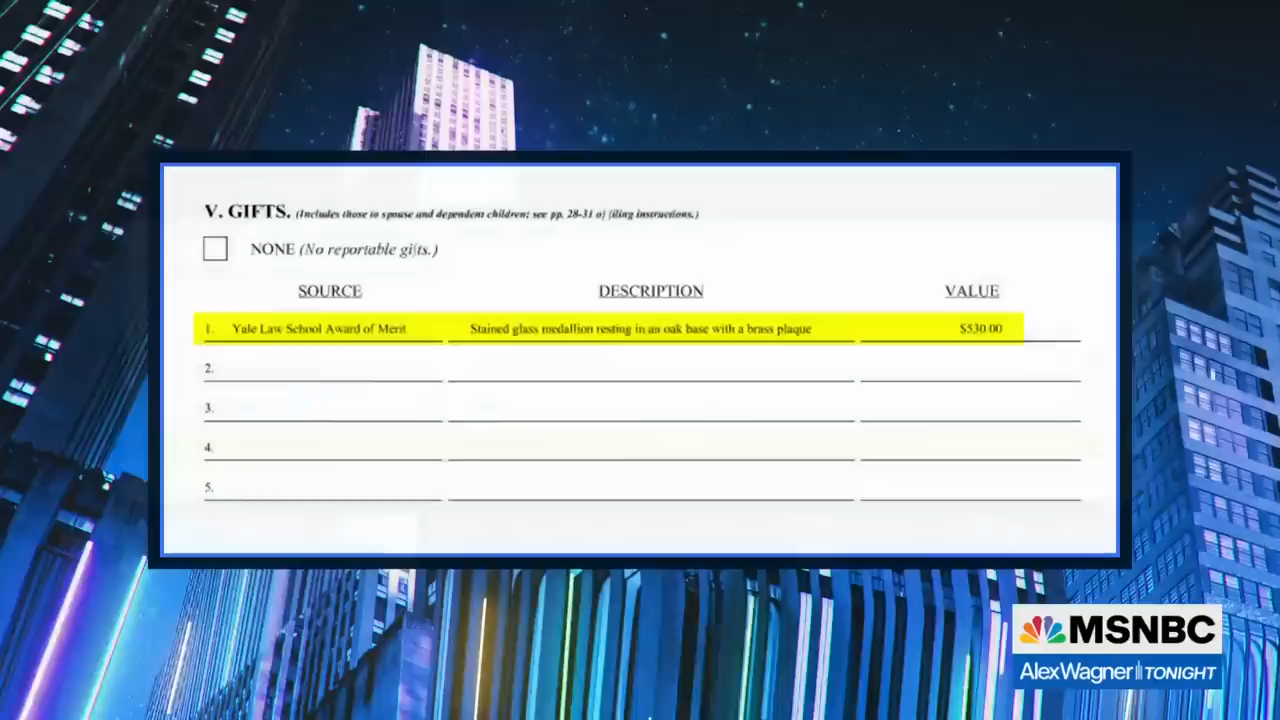 V. GIFTS. (Includes those to spouse and dependent children; see pp. 28-31 of filing instructions.)
NONE (No reportable gifts.)
SOURCE DESCRIPTION VALUE
1. Yale Law School Award of Merit Stained glass medallion resting in an oak base with a brass plaque $530.00
2.
3.
4.
5.
MSNBC
AlexWagner TONIGHT